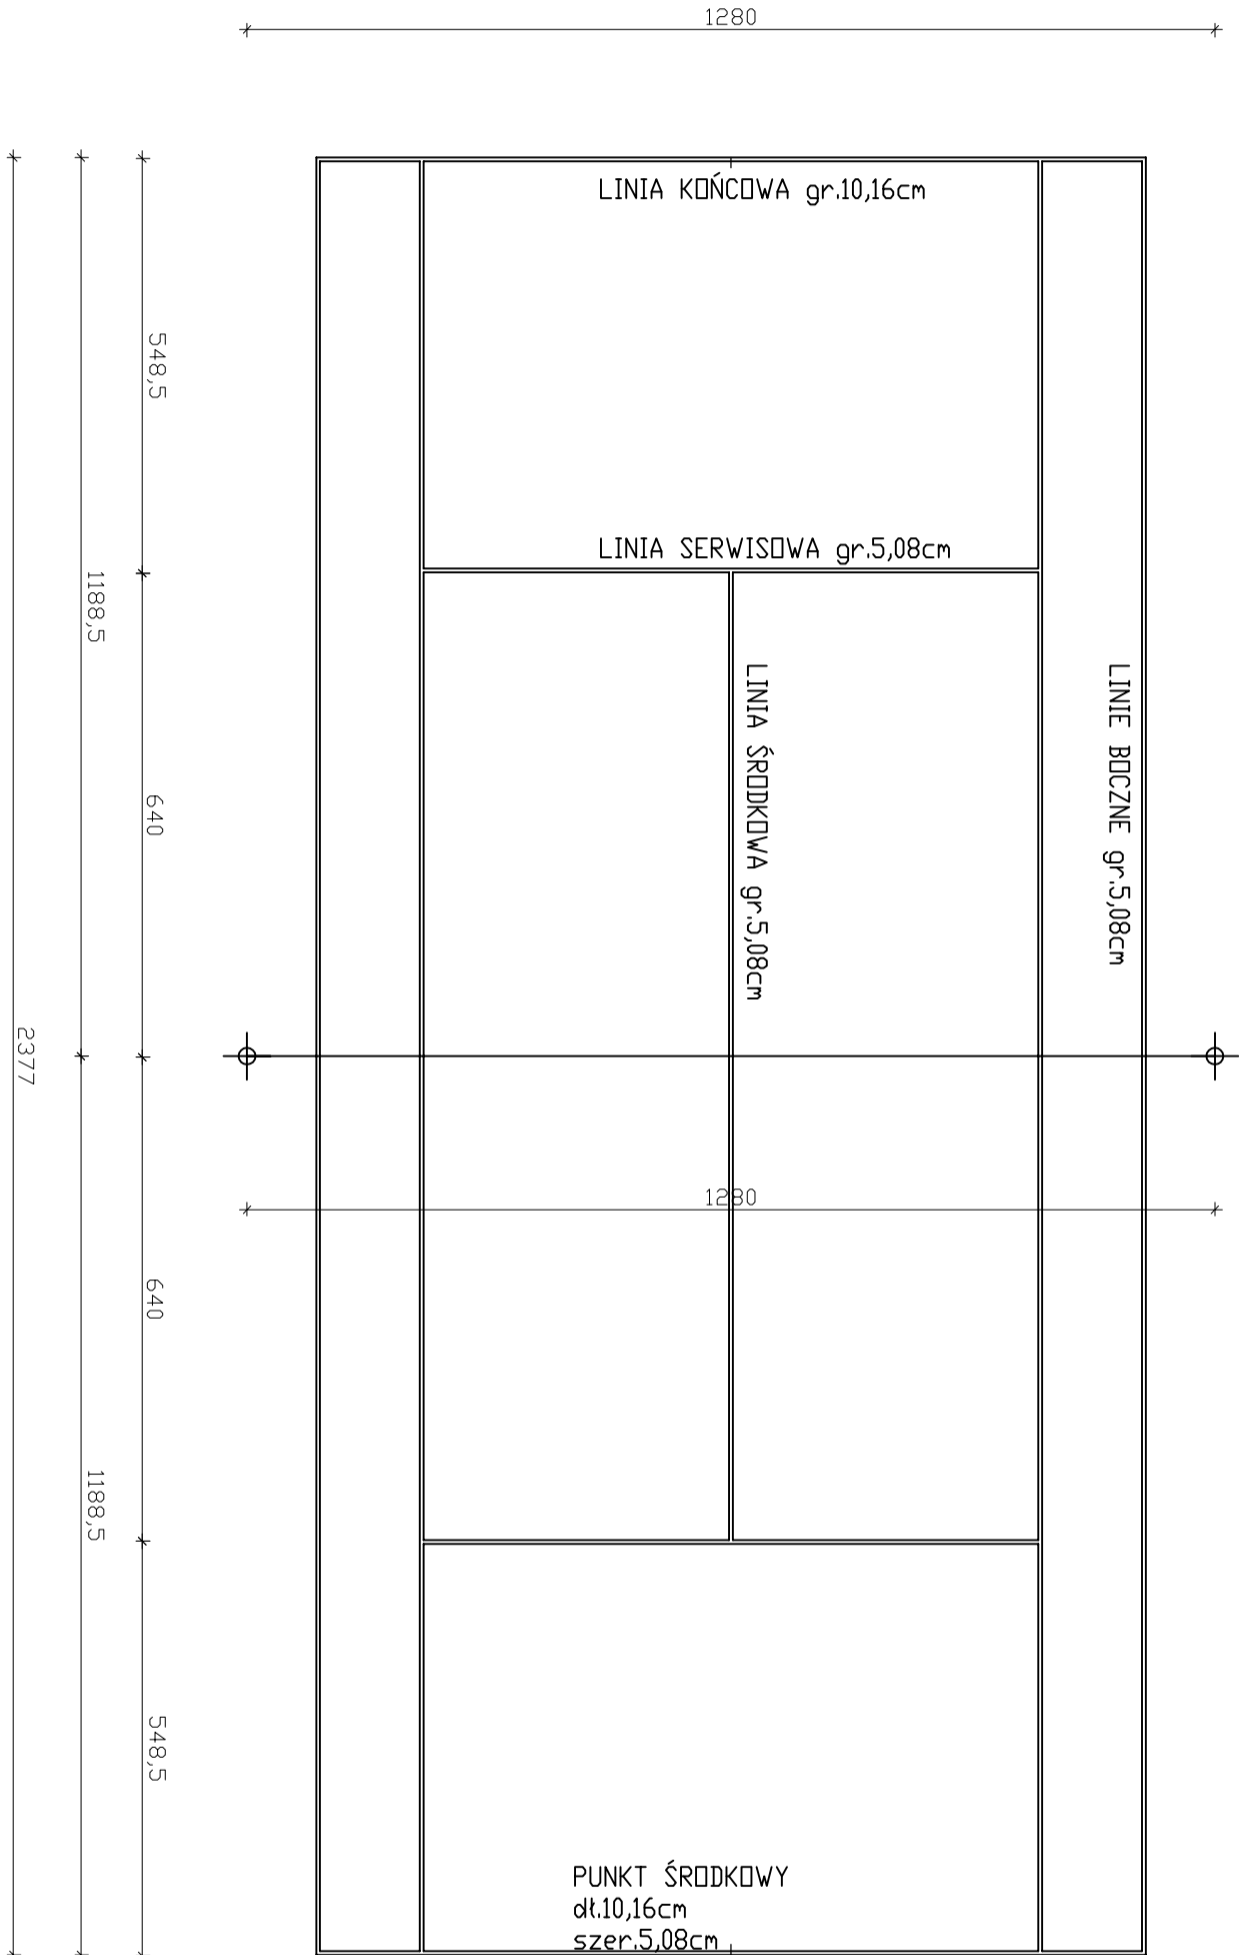 1280
LINIA KOŃCOWA gr.10,16cm
548,5
LINIA SERWISOWA gr.5,08cm
1188,5
LINIA ŚRODKOWA gr.5,08cm
LINIE BOCZNE gr.5,08cm
640
2377
1280
640
1188,5
548,5
PUNKT ŚRODKOWY
dł.10,16cm
szer.5,08cm